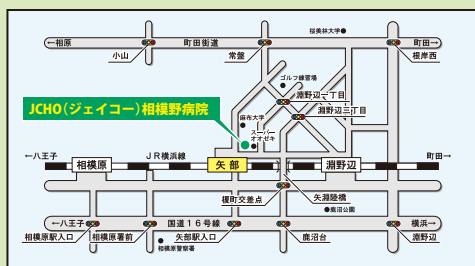 桜美林大学
←相原
町田街道
町田→
小山
常盤
根岸西
ゴルフ練習場
淵野辺一丁目
JCHO(ジェイコー)相模野病院
麻布大学
淵野辺三丁目
スーパー
オオゼキ
←八王子
JR横浜線
町田→
相模原
矢部
淵野辺
榎町交差点
矢淵陸橋
鹿沼公園
←八王子
国道16号線
横浜→
相模原駅入口
相模原署前
矢部駅入口
鹿沼台
淵野辺
相模原警察署